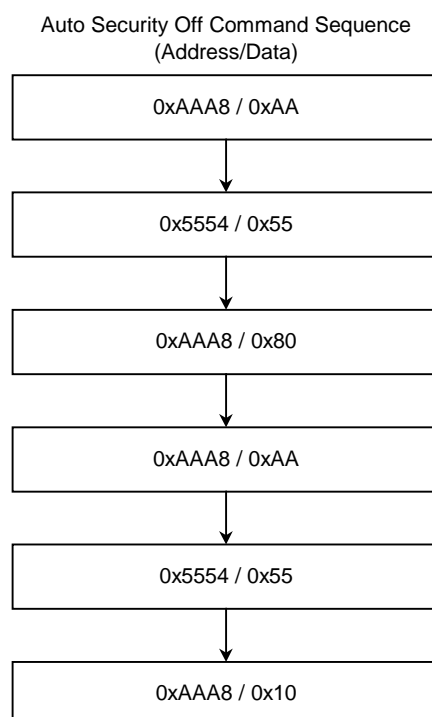 Auto Security Off Command Sequence
(Address/Data)
0xAAA8 / 0xAA
0x5554 / 0x55
0xAAA8 / 0x80
0xAAA8 / 0xAA
0x5554 / 0x55
0xAAA8 / 0x10